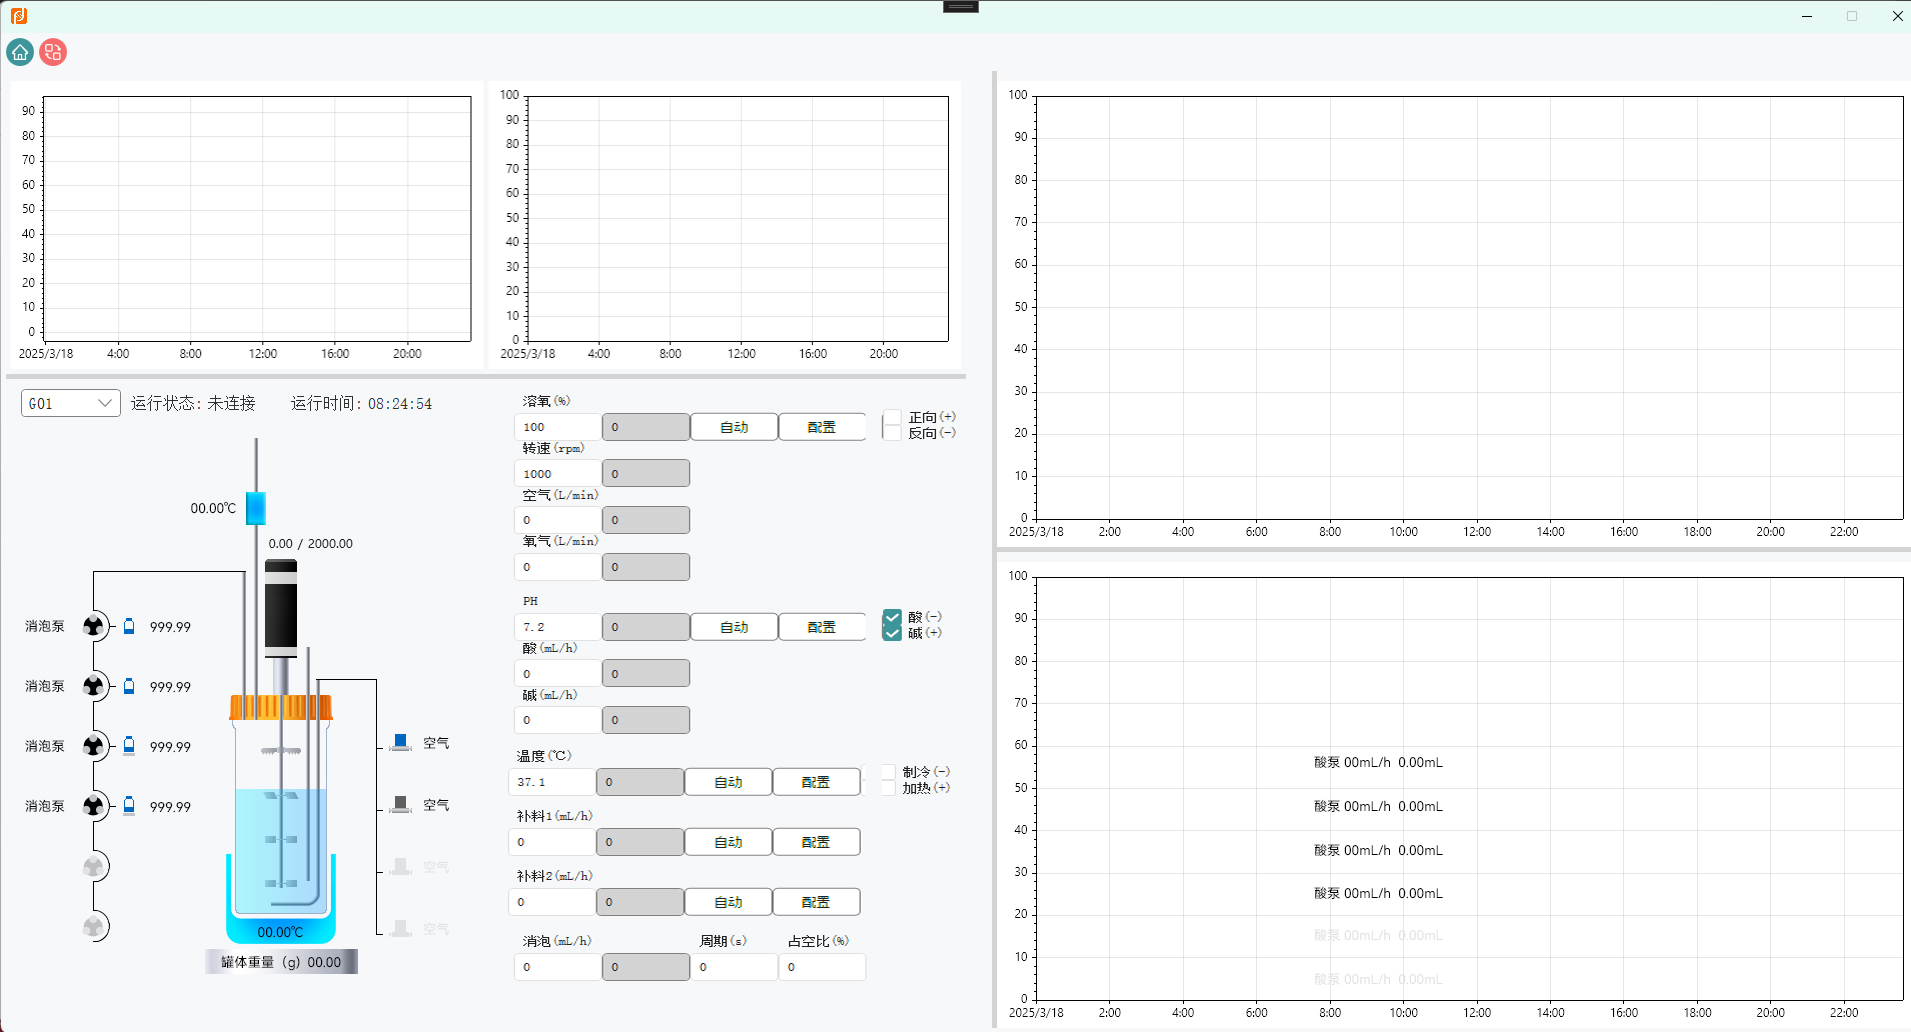 90
80
70
60
50
40
30
20
10
0
2025/3/18 4:00 8:00 12:00 16:00 20:00
100
90
80
70
60
50
40
30
20
10
0
2025/3/18 4:00 8:00 12:00 16:00 20:00
100
90
80
70
60
50
40
30
20
10
0
2025/3/18 2:00 4:00 6:00 8:00 10:00 12:00 14:00 16:00 18:00 20:00 22:00
G01 运行状态: 未连接 运行时间: 08:24:54
00.00℃
0.00 / 2000.00
消泡泵 999.99
消泡泵 999.99
消泡泵 999.99
消泡泵 999.99
空气
空气
空气
空气
00.00℃
罐体重量（g）00.00
溶氧(%)
100 0 自动 配置 正向(+)
反向(-)
转速(rpm)
1000 0
空气(L/min)
0 0
氧气(L/min)
0 0
PH
7.2 0 自动 配置 酸(-)
碱(+)
酸(mL/h)
0 0
碱(mL/h)
0 0
温度(℃)
37.1 0 自动 配置 制冷(-)
加热(+)
补料1(mL/h)
0 0 自动 配置
补料2(mL/h)
0 0 自动 配置
消泡(mL/h) 周期(s) 占空比(%)
0 0 0 0
100
90
80
70
60
50
40
30
20
10
0
酸泵 00mL/h 0.00mL
酸泵 00mL/h 0.00mL
酸泵 00mL/h 0.00mL
酸泵 00mL/h 0.00mL
酸泵 00mL/h 0.00mL
酸泵 00mL/h 0.00mL
2025/3/18 2:00 4:00 6:00 8:00 10:00 12:00 14:00 16:00 18:00 20:00 22:00